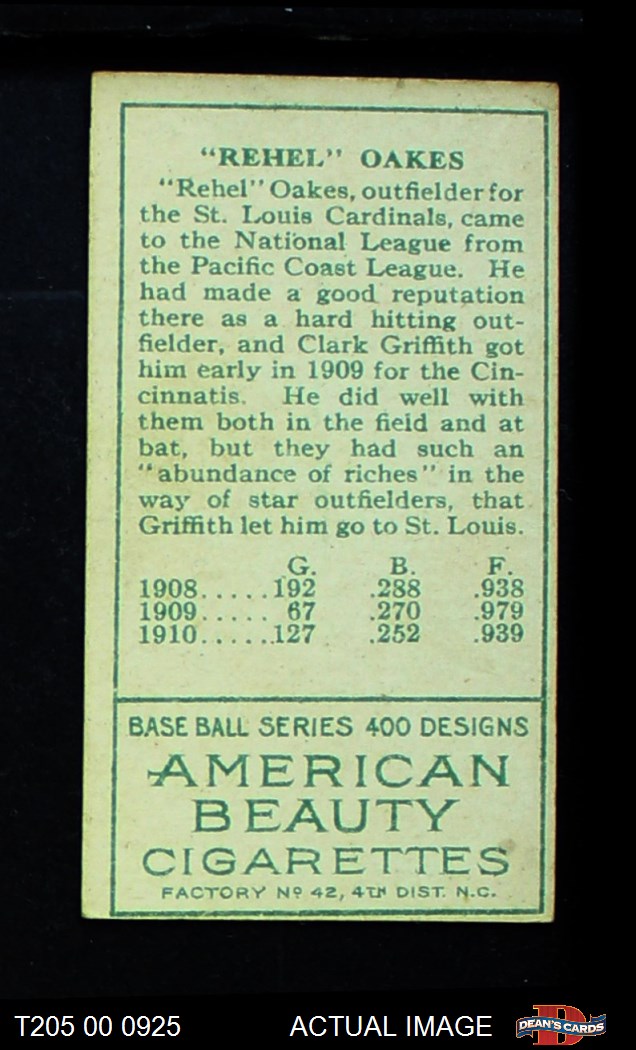 "REHEL" OAKES
"Rehel" Oakes, outfielder for
the St. Louis Cardinals, came
to the National League from
the Pacific Coast League. He
had made a good reputation
there as a hard hitting out-
fielder, and Clark Griffith got
him early in 1909 for the Cin-
cinnatis. He did well with
them both in the field and at
bat, but they had such an
"abundance of riches" in the
way of star outfielders, that
Griffith let him go to St. Louis.
G. B. F.
1908.....192 .288 .938
1909..... 67 .270 .979
1910......127 .252 .939
BASE BALL SERIES 400 DESIGNS
AMERICAN
BEAUTY
CIGARETTES
FACTORY Nº 42, 4TH DIST. N.C.
T205 00 0925 ACTUAL IMAGE
D
DEAN'S CARDS